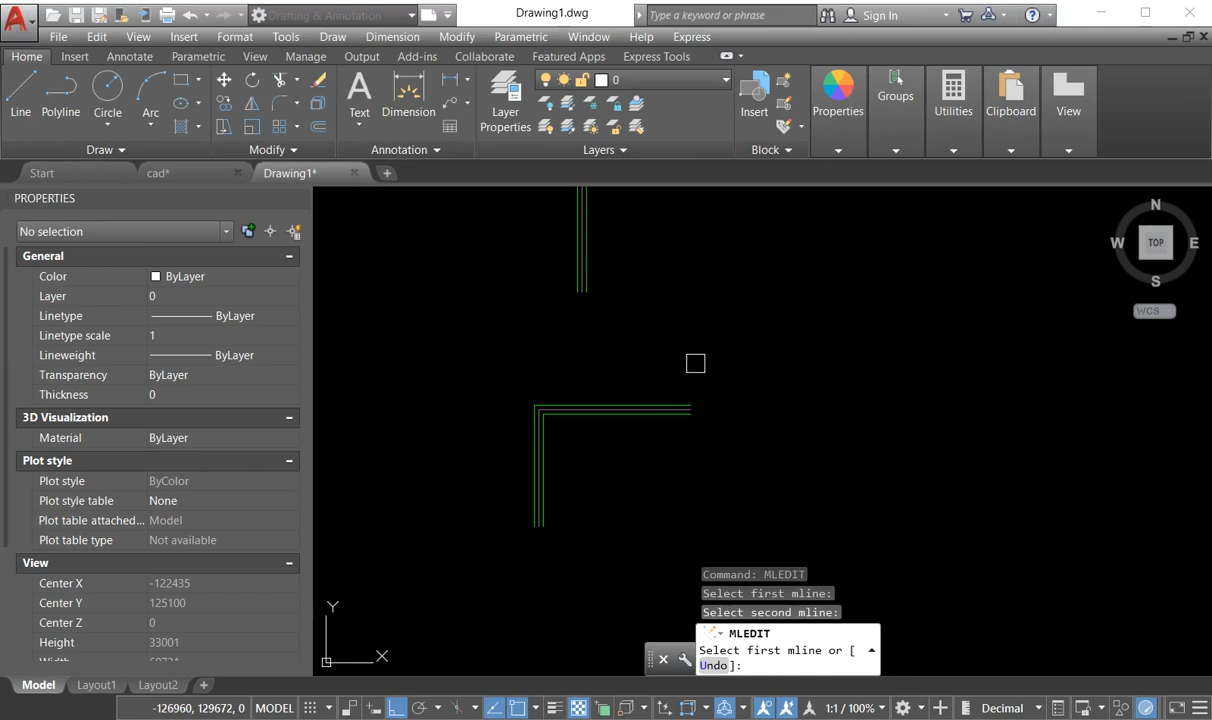 A Drafting & Annotation Drawing1.dwg Type a keyword or phrase Sign In
File Edit View Insert Format Tools Draw Dimension Modify Parametric Window Help Express
Home Insert Annotate Parametric View Manage Output Add-ins Collaborate Featured Apps Express Tools
Line Polyline Circle Arc
A Text Dimension
Layer Properties
0
Insert
Properties
Groups
Utilities
Clipboard
View
Draw Modify Annotation Layers Block
Start cad* Drawing1*
PROPERTIES
No selection
General
Color ByLayer
Layer 0
Linetype ByLayer
Linetype scale 1
Lineweight ByLayer
Transparency ByLayer
Thickness 0
3D Visualization
Material ByLayer
Plot style
Plot style ByColor
Plot style table None
Plot table attached... Model
Plot table type Not available
View
Center X -122435
Center Y 125100
Center Z 0
Height 33001
N
W TOP E
S
WCS
Y
X
Command: MLEDIT
Select first mline:
Select second mline:
MLEDIT
Select first mline or [
Undo]:
Model Layout1 Layout2
-126960, 129672, 0 MODEL 1:1 / 100% Decimal